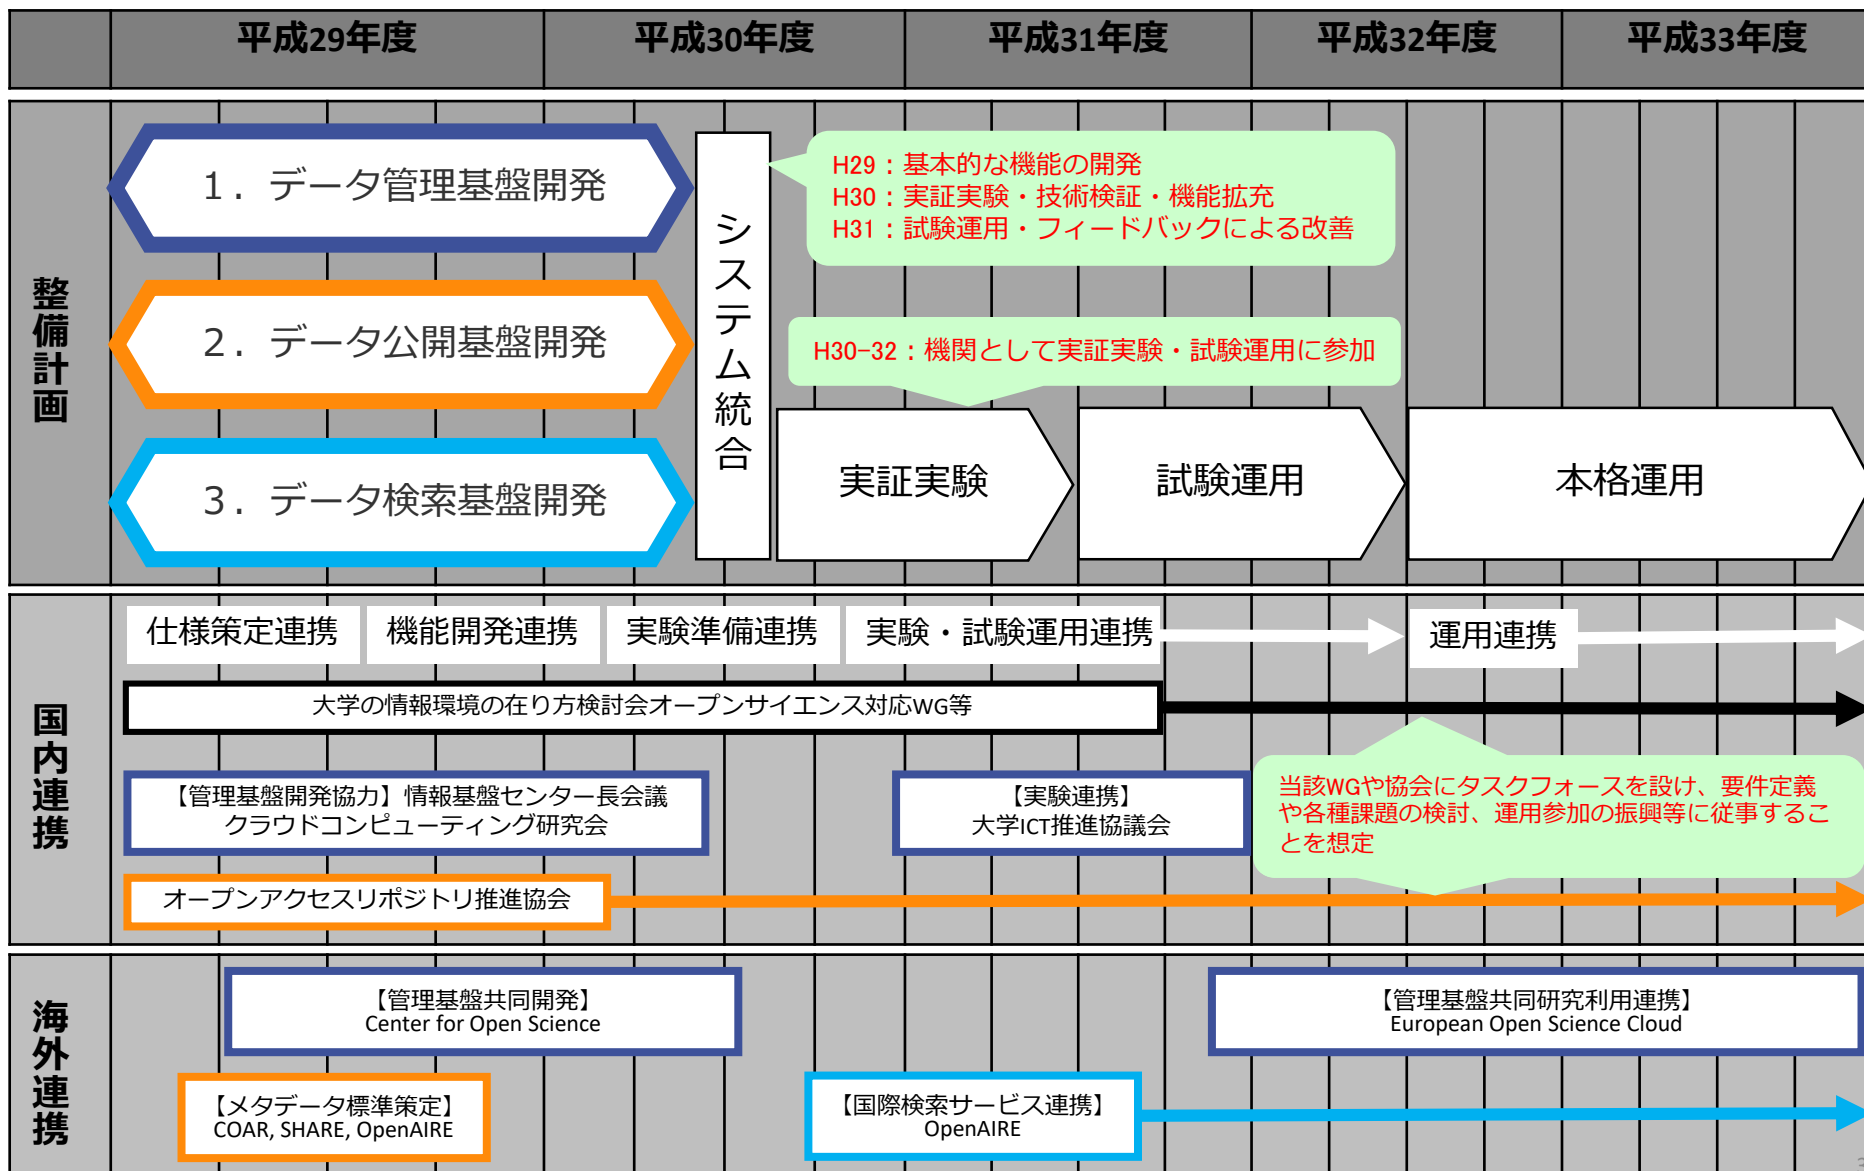 平成29年度
平成30年度
平成31年度
平成32年度
平成33年度
整備計画
1．データ管理基盤開発
2．データ公開基盤開発
3．データ検索基盤開発
システム統合
H29：基本的な機能の開発
H30：実証実験・技術検証・機能拡充
H31：試験運用・フィードバックによる改善
H30-32：機関として実証実験・試験運用に参加
実証実験
試験運用
本格運用
国内連携
仕様策定連携
機能開発連携
実験準備連携
実験・試験運用連携
運用連携
大学の情報環境の在り方検討会オープンサイエンス対応WG等
【管理基盤開発協力】情報基盤センター長会議
クラウドコンピューティング研究会
【実験連携】
大学ICT推進協議会
当該WGや協会にタスクフォースを設け、要件定義
や各種課題の検討、運用参加の振興等に従事するこ
とを想定
オープンアクセスリポジトリ推進協会
海外連携
【管理基盤共同開発】
Center for Open Science
【管理基盤共同研究利用連携】
European Open Science Cloud
【メタデータ標準策定】
COAR, SHARE, OpenAIRE
【国際検索サービス連携】
OpenAIRE